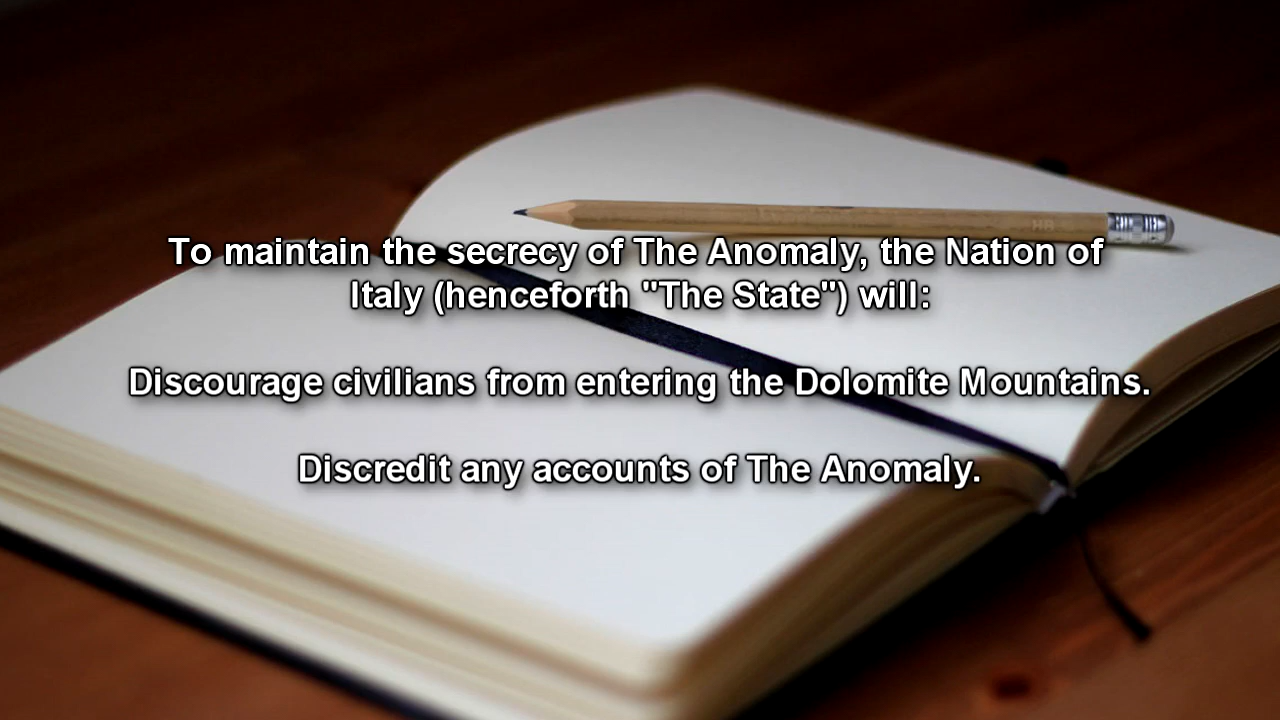 To maintain the secrecy of The Anomaly, the Nation of
Italy (henceforth "The State") will:
Discourage civilians from entering the Dolomite Mountains.
Discredit any accounts of The Anomaly.
HB